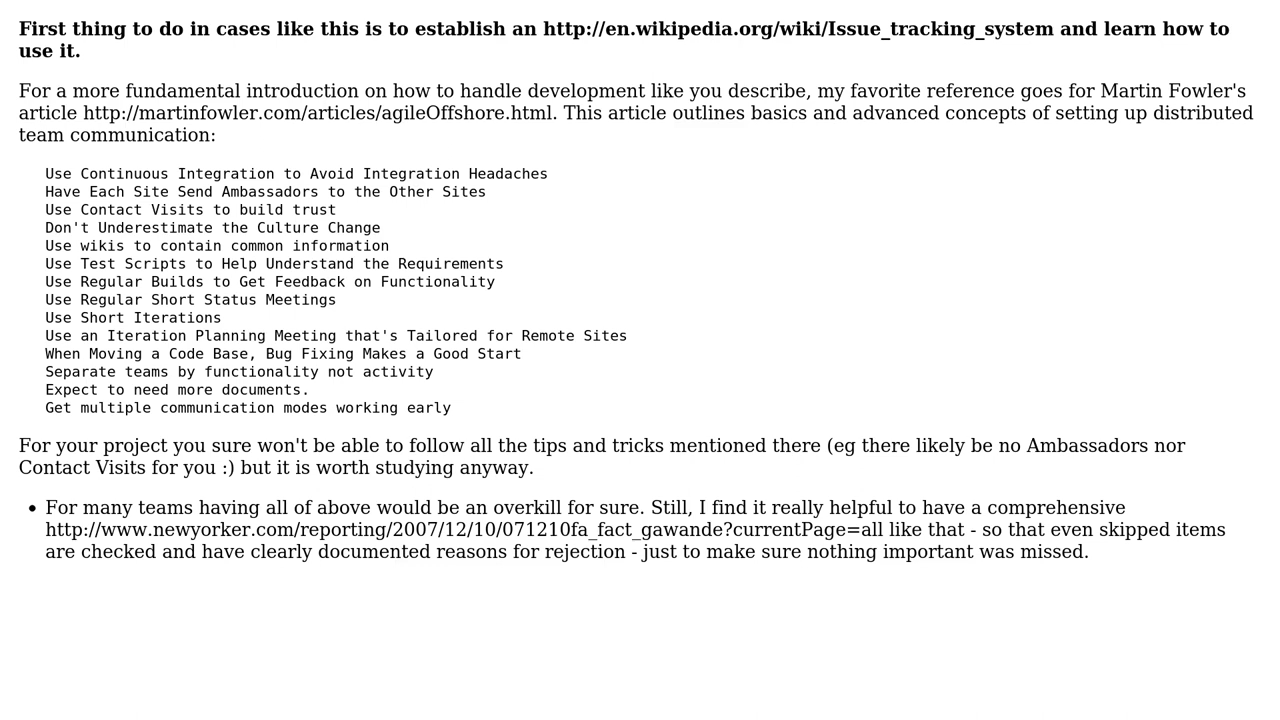 First thing to do in cases like this is to establish an http://en.wikipedia.org/wiki/Issue_tracking_system and learn how to
use it.
For a more fundamental introduction on how to handle development like you describe, my favorite reference goes for Martin Fowler's
article http://martinfowler.com/articles/agileOffshore.html. This article outlines basics and advanced concepts of setting up distributed
team communication:
Use Continuous Integration to Avoid Integration Headaches
Have Each Site Send Ambassadors to the Other Sites
Use Contact Visits to build trust
Don't Underestimate the Culture Change
Use wikis to contain common information
Use Test Scripts to Help Understand the Requirements
Use Regular Builds to Get Feedback on Functionality
Use Regular Short Status Meetings
Use Short Iterations
Use an Iteration Planning Meeting that's Tailored for Remote Sites
When Moving a Code Base, Bug Fixing Makes a Good Start
Separate teams by functionality not activity
Expect to need more documents.
Get multiple communication modes working early
For your project you sure won't be able to follow all the tips and tricks mentioned there (eg there likely be no Ambassadors nor
Contact Visits for you :) but it is worth studying anyway.
• For many teams having all of above would be an overkill for sure. Still, I find it really helpful to have a comprehensive
http://www.newyorker.com/reporting/2007/12/10/071210fa_fact_gawande?currentPage=all like that - so that even skipped items
are checked and have clearly documented reasons for rejection - just to make sure nothing important was missed.